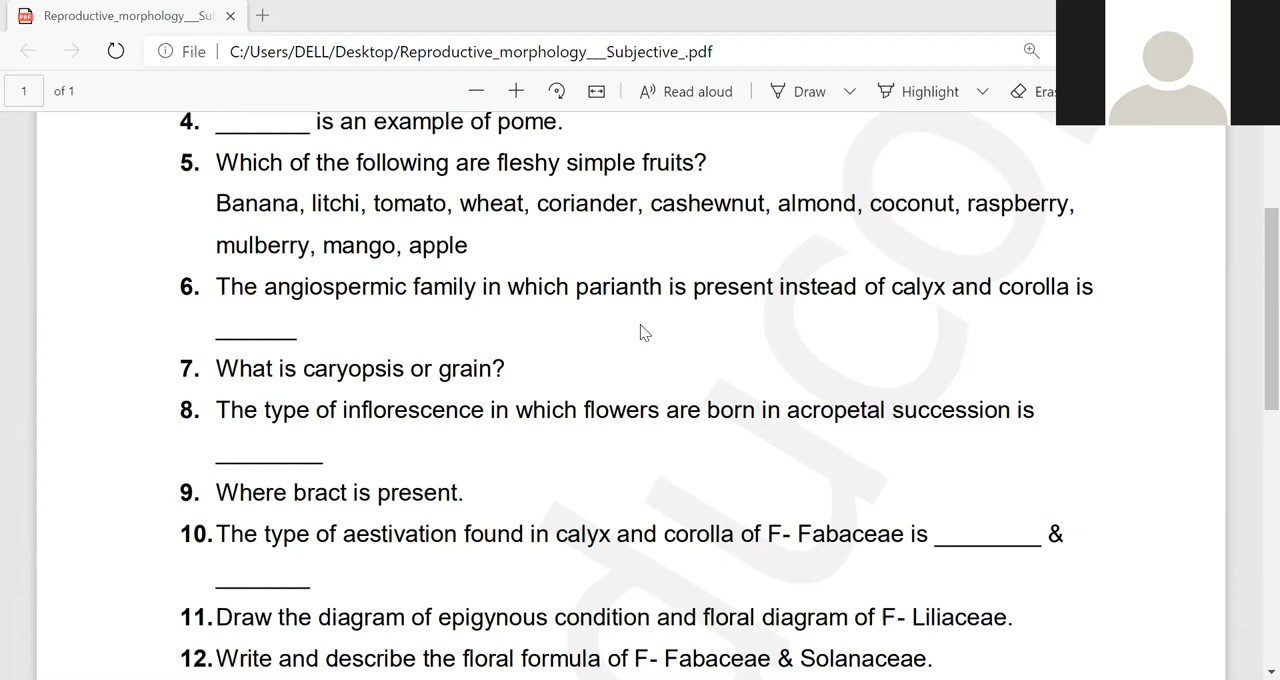 Reproductive_morphology___Su
File
C:/Users/DELL/Desktop/Reproductive_morphology___Subjective_.pdf
1 of 1
Read aloud
Draw
Highlight
Eras
4. _______ is an example of pome.
5. Which of the following are fleshy simple fruits?
Banana, litchi, tomato, wheat, coriander, cashewnut, almond, coconut, raspberry,
mulberry, mango, apple
6. The angiospermic family in which parianth is present instead of calyx and corolla is
______
7. What is caryopsis or grain?
8. The type of inflorescence in which flowers are born in acropetal succession is
________
9. Where bract is present.
10. The type of aestivation found in calyx and corolla of F- Fabaceae is ________ &
_______
11. Draw the diagram of epigynous condition and floral diagram of F- Liliaceae.
12. Write and describe the floral formula of F- Fabaceae & Solanaceae.